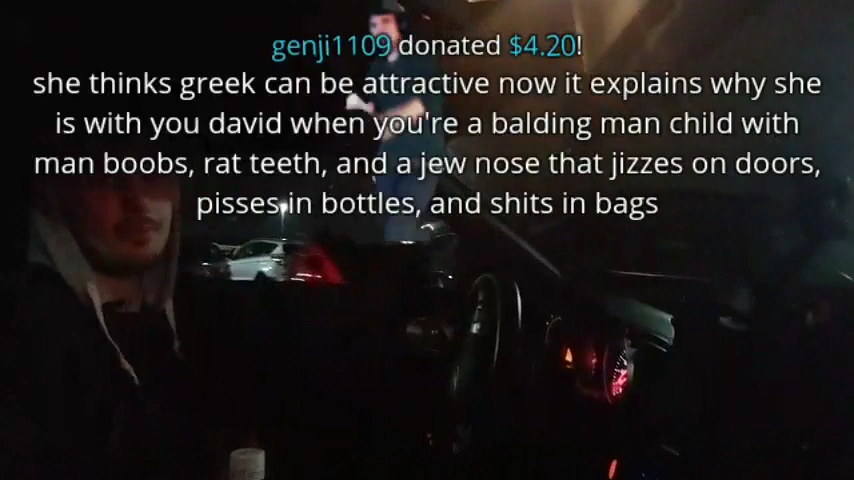 genji1109 donated $4.20!
she thinks greek can be attractive now it explains why she
is with you david when you're a balding man child with
man boobs, rat teeth, and a jew nose that jizzes on doors,
pisses in bottles, and shits in bags